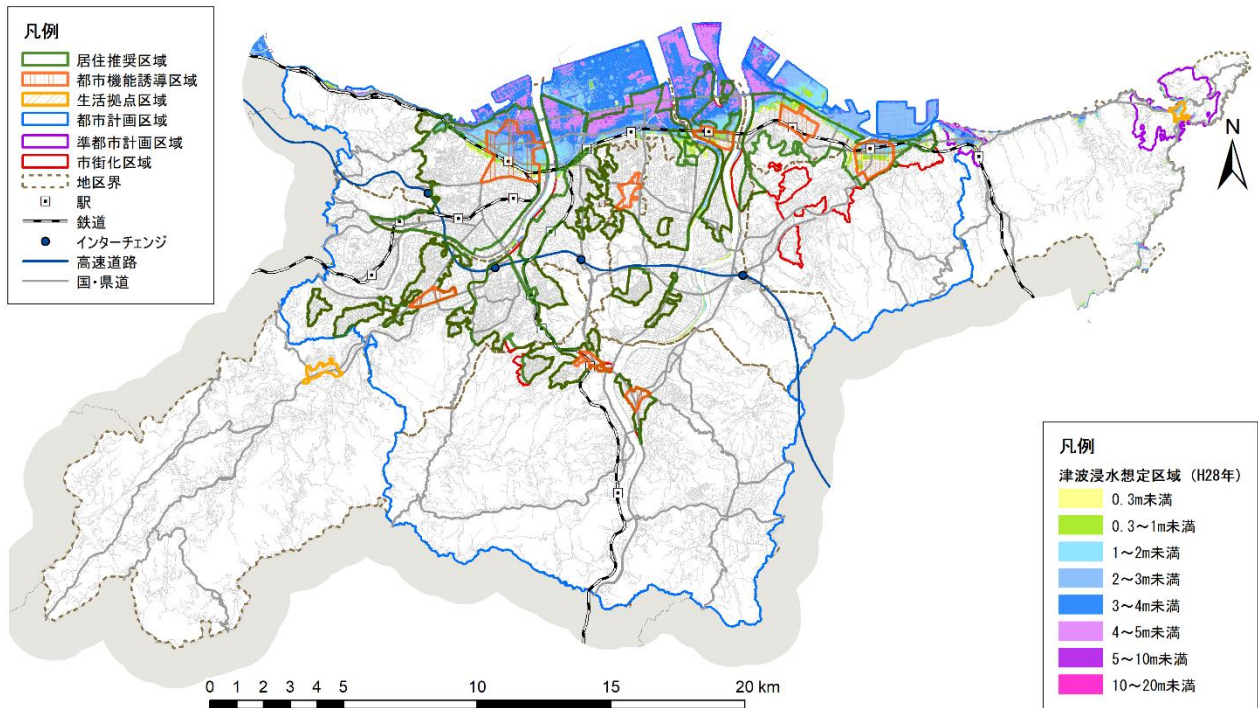 凡例
居住推奨区域
都市機能誘導区域
生活拠点区域
都市計画区域
準都市計画区域
市街化区域
地区界
駅
鉄道
インターチェンジ
高速道路
国・県道
N
凡例
津波浸水想定区域 (H28年)
0.3m未満
0.3～1m未満
1～2m未満
2～3m未満
3～4m未満
4～5m未満
5～10m未満
10～20m未満
0 1 2 3 4 5 10 15 20 km